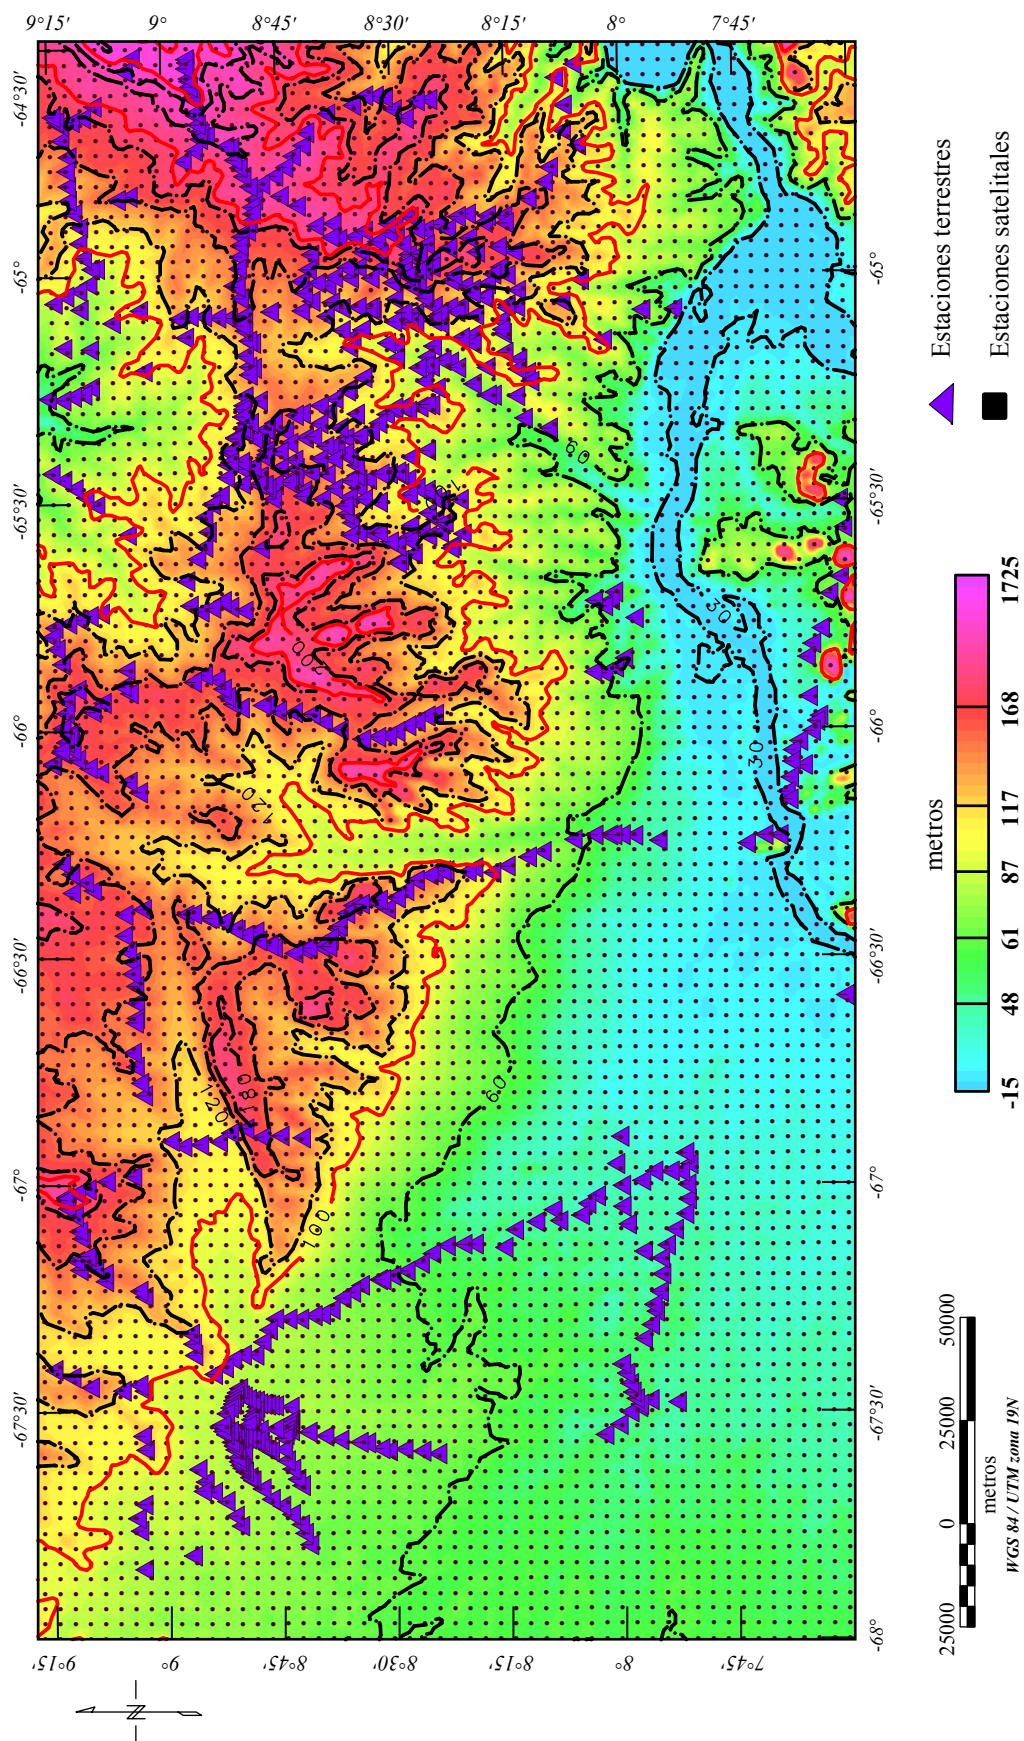 9°15' 9° 8°45' 8°30' 8°15' 8° 7°45'
-64°30'
-65°
-65°30'
-66°
-66°30'
-67°
-67°30'
-65°
-65°30'
-66°
-66°30'
-67°
-67°30'
-68°
9°15' 9° 8°45' 8°30' 8°15' 8° 7°45'
60
200
30
30
120
180
120
60
100
N
Estaciones terrestres
Estaciones satelitales
metros
-15 48 61 87 117 168 1725
25000 0 25000 50000
metros
WGS 84 / UTM zona 19N